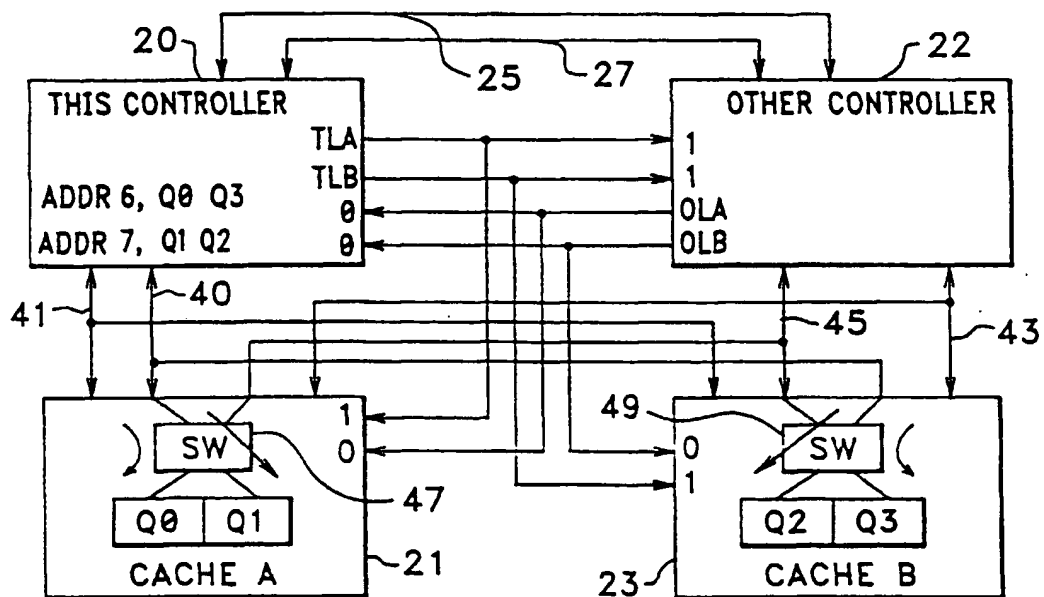 20
25
27
22
THIS CONTROLLER
OTHER CONTROLLER
TLA
1
TLB
1
ADDR 6, Q0 Q3
0
OLA
ADDR 7, Q1 Q2
0
OLB
41
40
45
43
1
0
SW
47
49
0
1
SW
Q0
Q1
Q2
Q3
CACHE A
21
23
CACHE B